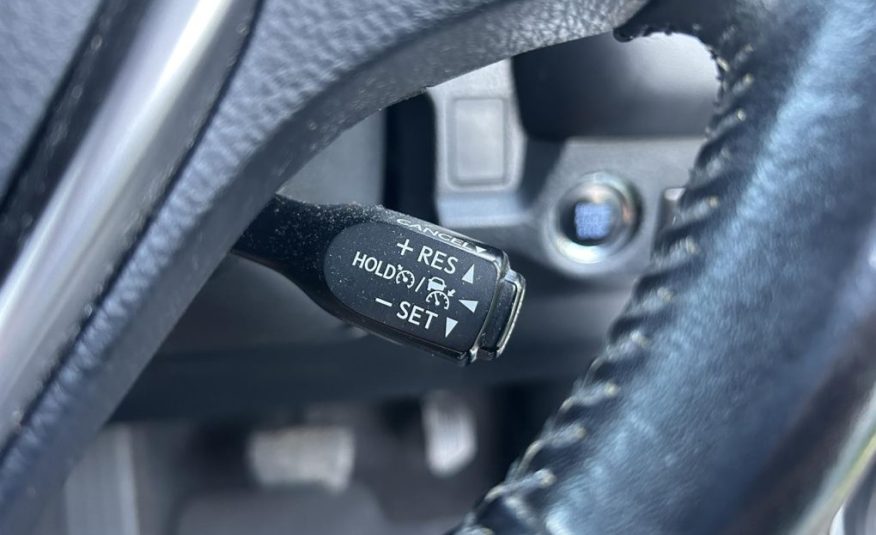 CANCEL
+ RES
HOLD /
- SET